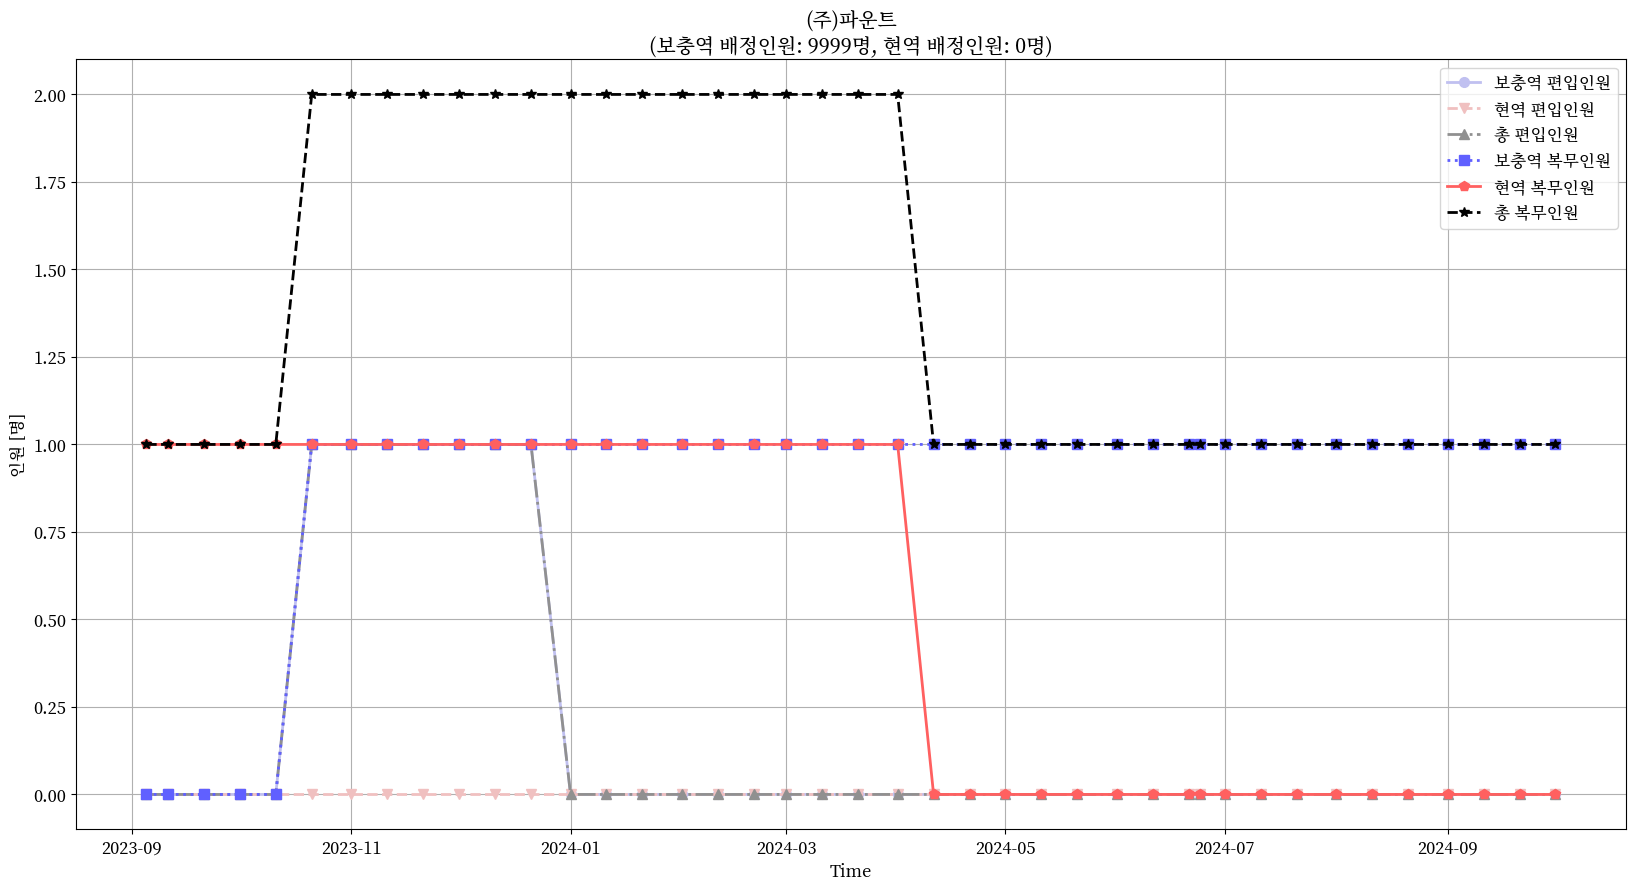 (주)파운트
(보충역 배정인원: 9999명, 현역 배정인원: 0명)
보충역 편입인원
현역 편입인원
총 편입인원
보충역 복무인원
현역 복무인원
총 복무인원
2.00
1.75
1.50
1.25
1.00
0.75
0.50
0.25
0.00
인원 [명]
2023-09 2023-11 2024-01 2024-03 2024-05 2024-07 2024-09
Time